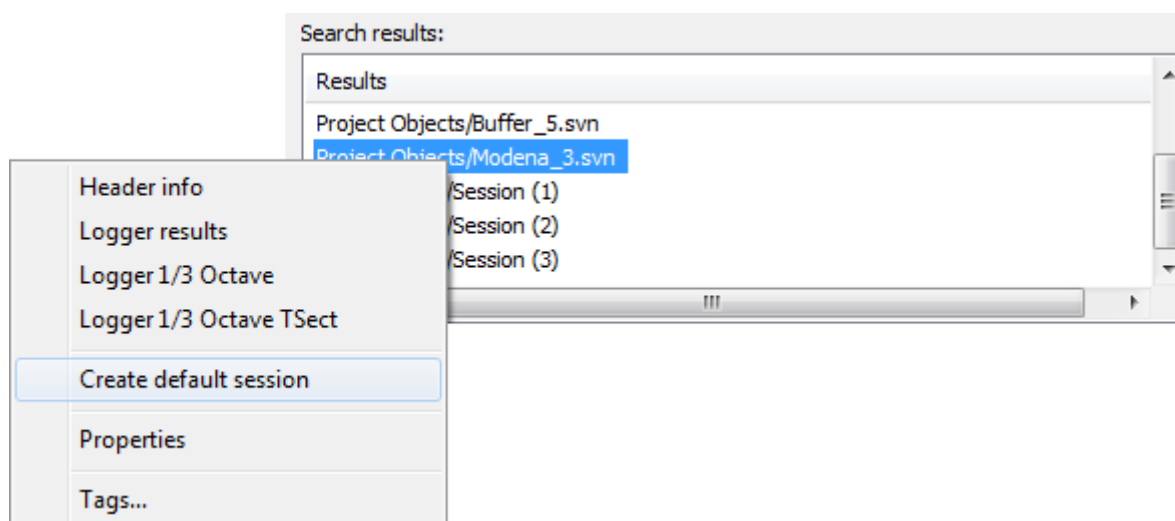 Search results:
Results
Project Objects/Buffer_5.svn
Project Objects/Modena_3.svn
/Session (1)
/Session (2)
/Session (3)
Header info
Logger results
Logger 1/3 Octave
Logger 1/3 Octave TSect
Create default session
Properties
Tags...